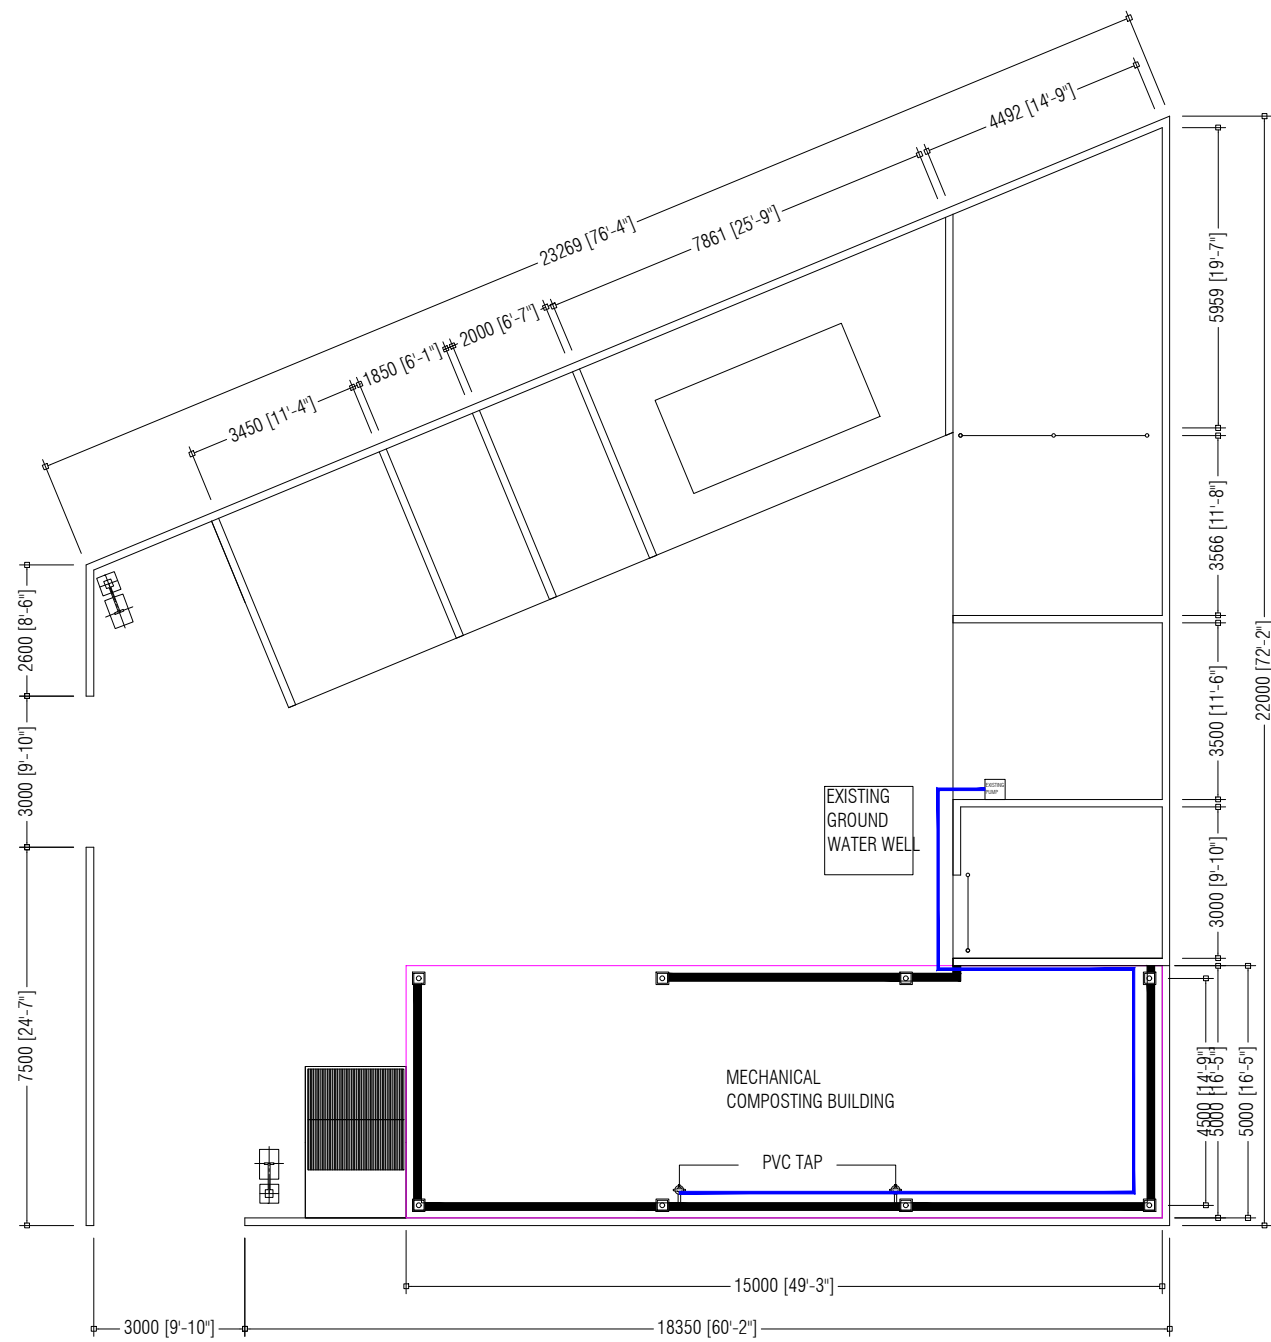 4492 [14'-9"]
23269 [76'-4"]
7861 [25'-9"]
2000 [6'-7"]
1850 [6'-1"]
3450 [11'-4"]
5959 [19'-7"]
3566 [11'-8"]
2600 [8'-6"]
22000 [72'-2"]
3500 [11'-6"]
3000 [9'-10"]
EXISTING
PUMP
EXISTING
GROUND
WATER WELL
3000 [9'-10"]
7500 [24'-7"]
MECHANICAL
COMPOSTING BUILDING
4500 [14'-9"]
5000 [16'-5"]
5000 [16'-5"]
PVC TAP
15000 [49'-3"]
3000 [9'-10"]
18350 [60'-2"]